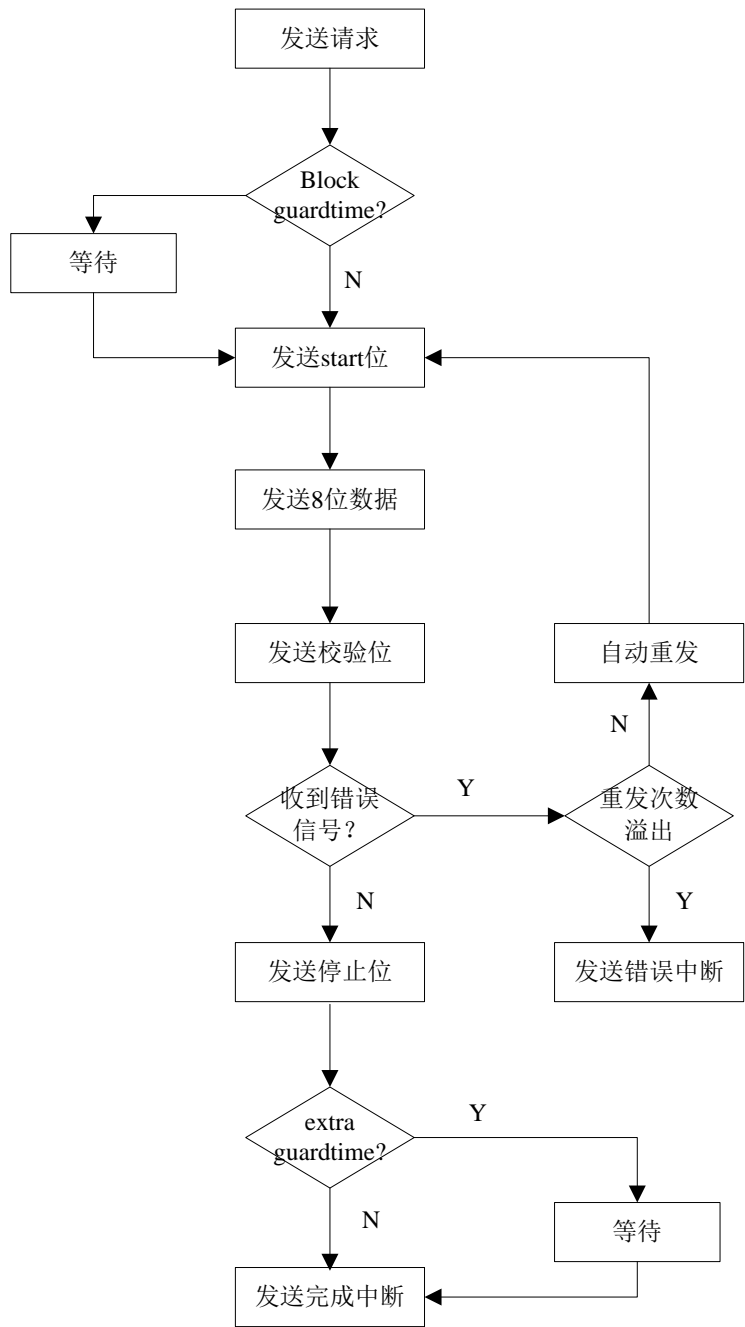 发送请求
Block
guardtime?
等待
N
发送start位
发送8位数据
发送校验位
自动重发
N
收到错误
信号？
Y
重发次数
溢出
N
Y
发送停止位
发送错误中断
extra
guardtime?
Y
N
等待
发送完成中断